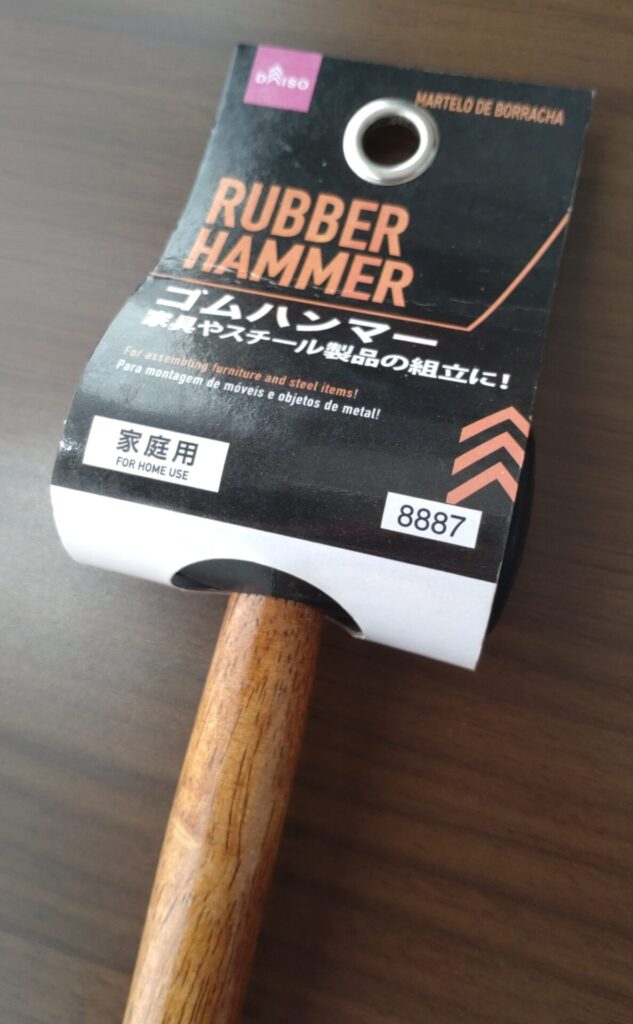 DAISO
MARTELO DE BORRACHA
RUBBER
HAMMER
ゴムハンマー
家具やスチール製品の組立に!
For assembling furniture and steel items!
Para montagem de móveis e objetos de metal!
家庭用
FOR HOME USE
8887